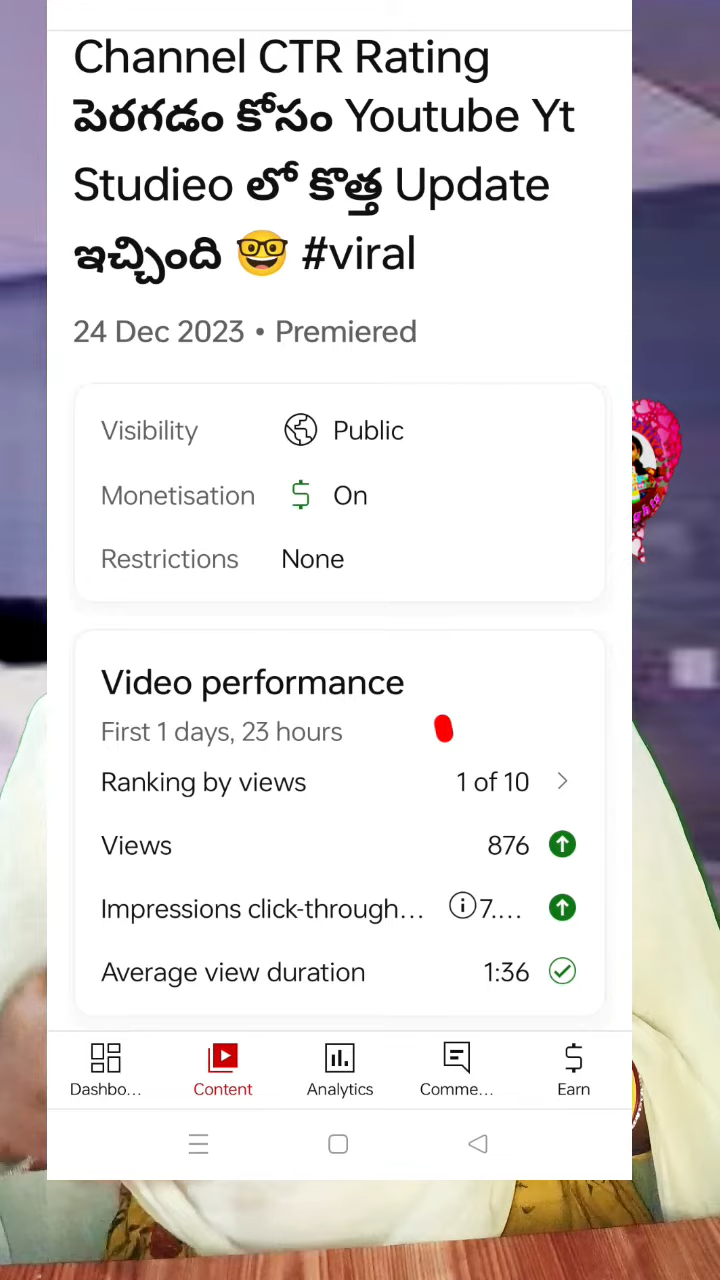 Channel CTR Rating
పెరగడం కోసం Youtube Yt
Studieo లో కొత్త Update
ఇచ్చింది 🤓 #viral
24 Dec 2023 • Premiered
Visibility Public
Monetisation On
Restrictions None
Video performance
First 1 days, 23 hours
Ranking by views 1 of 10
Views 876
Impressions click-through... 7....
Average view duration 1:36
Dashbo... Content Analytics Comme... Earn